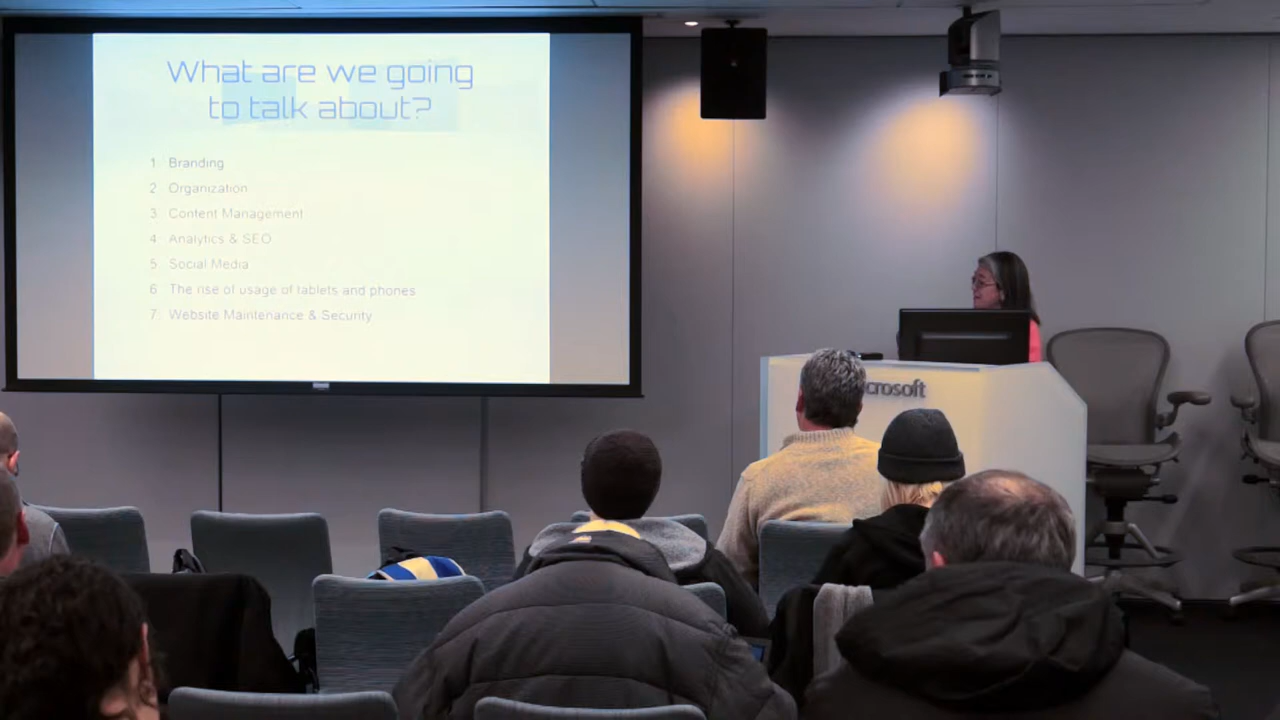 What are we going
to talk about?
1 Branding
2 Organization
3 Content Management
4 Analytics & SEO
5 Social Media
6 The rise of usage of tablets and phones
7 Website Maintenance & Security
crosoft